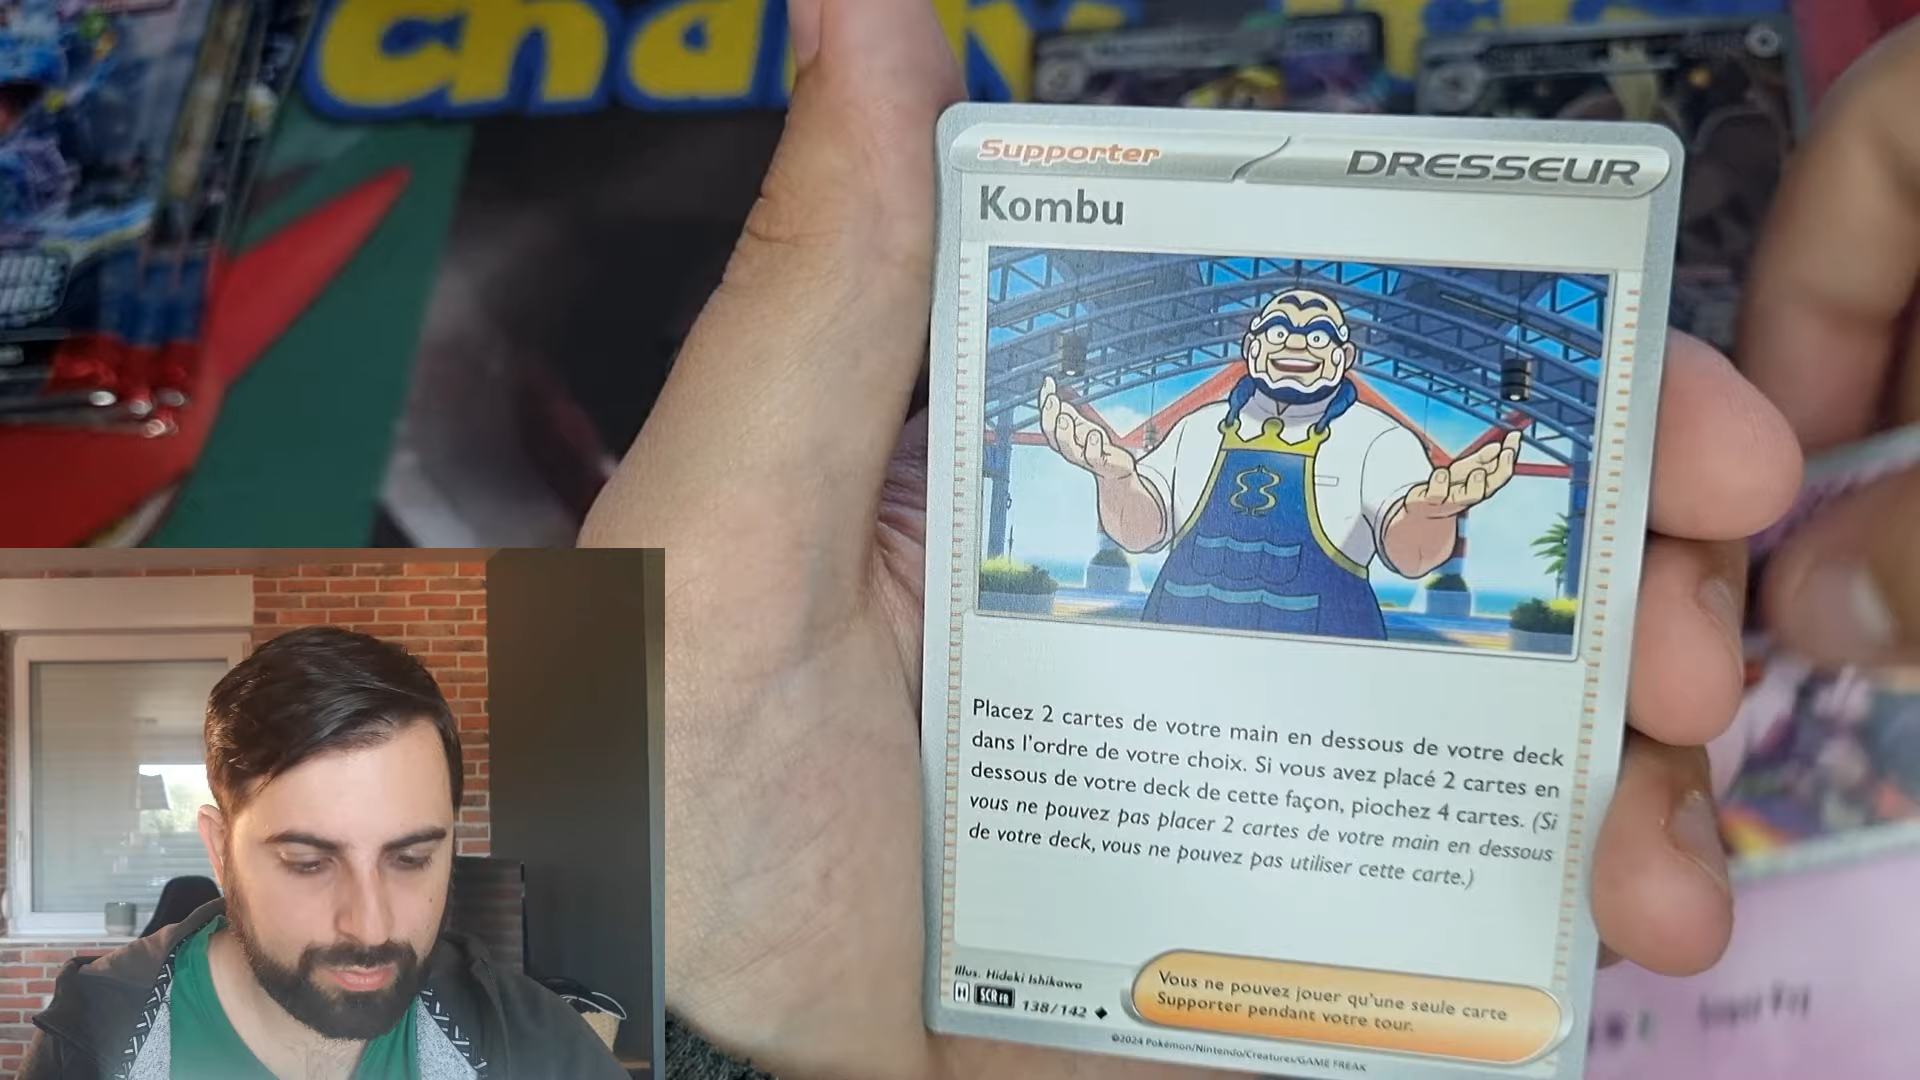 Supporter
DRESSEUR
Kombu
Placez 2 cartes de votre main en dessous de votre deck
dans l'ordre de votre choix. Si vous avez placé 2 cartes en
dessous de votre deck de cette façon, piochez 4 cartes. (Si
vous ne pouvez pas placer 2 cartes de votre main en dessous
de votre deck, vous ne pouvez pas utiliser cette carte.)
Illus. Hideki Ishikawa
H SCR FR 138/142
Vous ne pouvez jouer qu'une seule carte
Supporter pendant votre tour.
©2024 Pokémon/Nintendo/Creatures/GAME FREAK